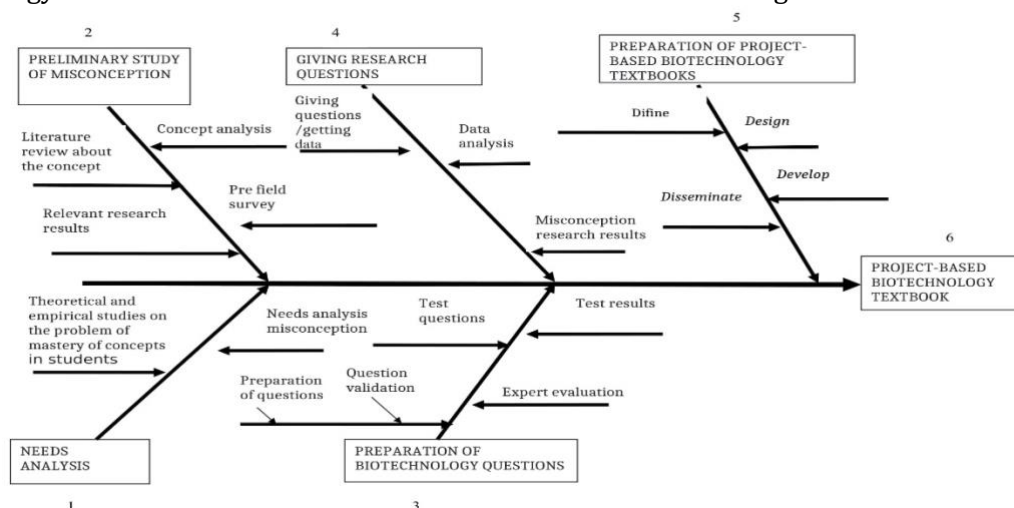 2
4
5
PRELIMINARY STUDY
OF MISCONCEPTION
GIVING RESEARCH
QUESTIONS
PREPARATION OF PROJECT-
BASED BIOTECHNOLOGY
TEXTBOOKS
Literature
review about
the concept
Concept analysis
Giving
questions
/getting
data
Data
analysis
Difine
Design
Relevant research
results
Pre field
survey
Misconception
research results
Disseminate
Develop
6
PROJECT-BASED
BIOTECHNOLOGY
TEXTBOOK
Theoretical and
empirical studies on
the problem of
mastery of concepts
in students
Needs analysis
misconception
Test
questions
Test results
Preparation
of questions
Question
validation
Expert evaluation
NEEDS
ANALYSIS
PREPARATION OF
BIOTECHNOLOGY QUESTIONS
1
3